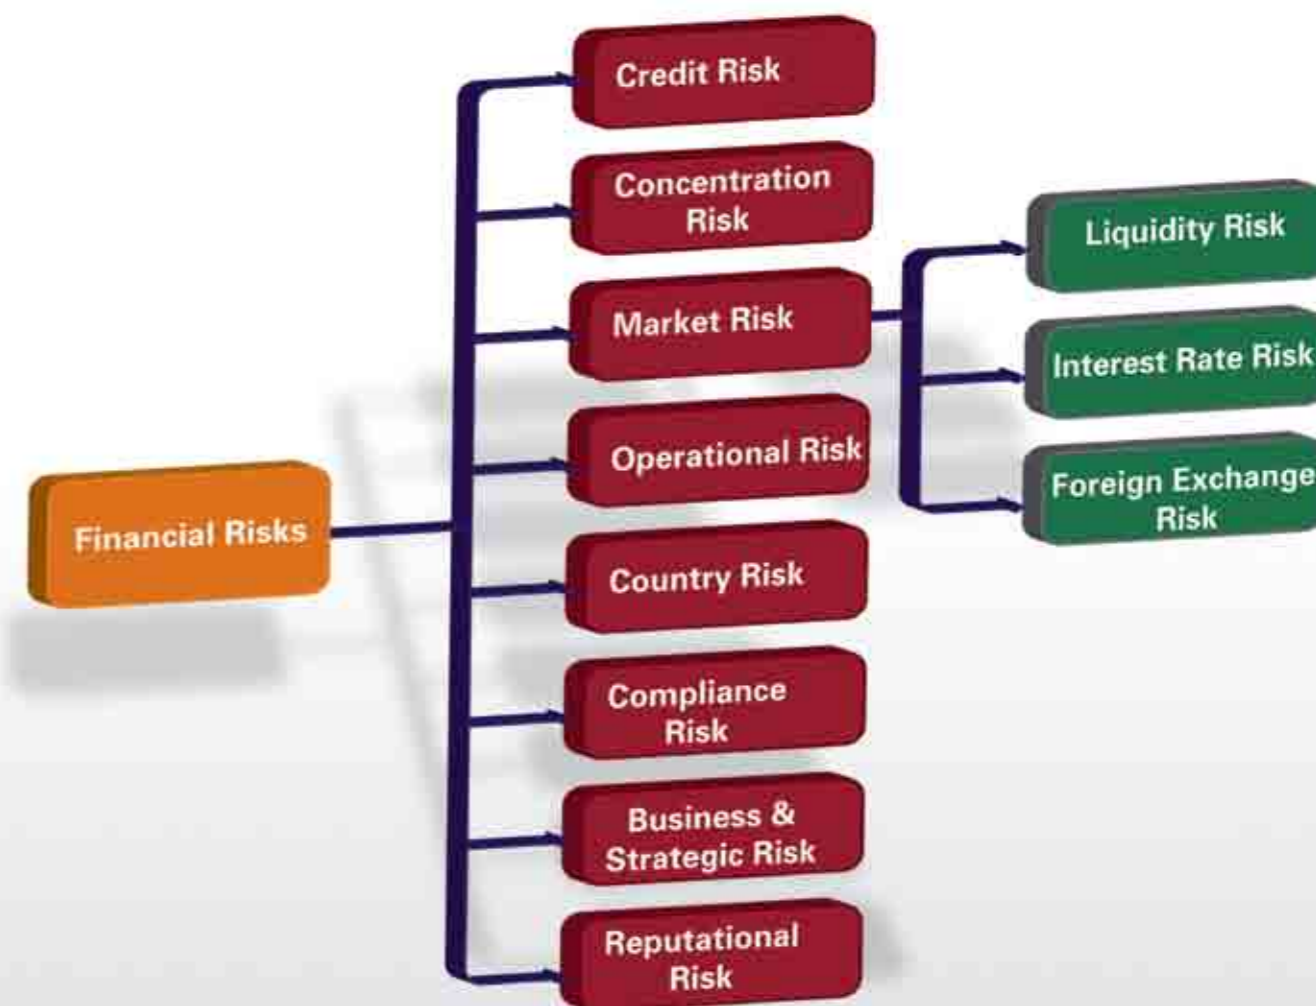 Financial Risks
Credit Risk
Concentration
Risk
Market Risk
Operational Risk
Country Risk
Compliance
Risk
Business &
Strategic Risk
Reputational
Risk
Liquidity Risk
Interest Rate Risk
Foreign Exchange
Risk